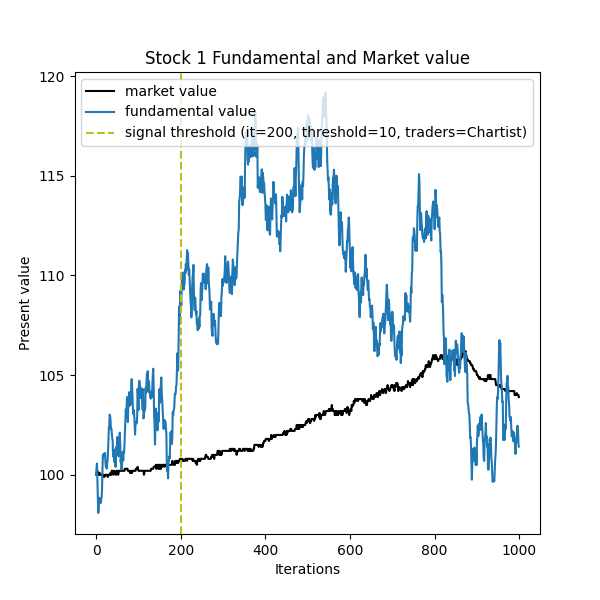 Stock 1 Fundamental and Market value
market value
fundamental value
signal threshold (it=200, threshold=10, traders=Chartist)
120
115
110
105
100
Present value
0 200 400 600 800 1000
Iterations